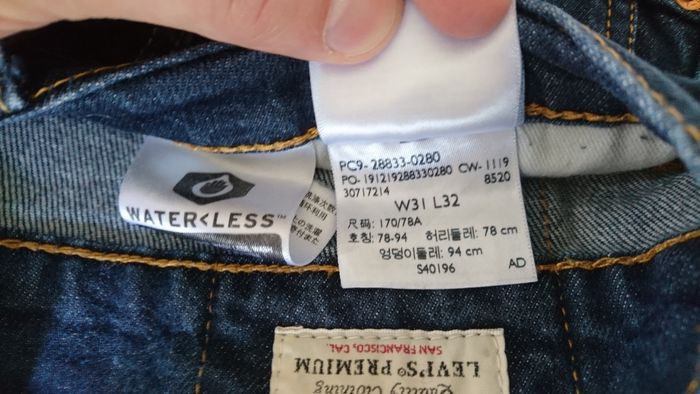 PC9-28833-0280
PO-191219288330280 CW-1119
30717214 8520
W31 L32
尺码: 170/78A
호칭: 78-94 허리둘레: 78 cm
엉덩이둘레: 94 cm
S40196
AD
WATER<LESS™
LEVI'S PREMIUM
Quality Clothing
SAN FRANCISCO, CAL.